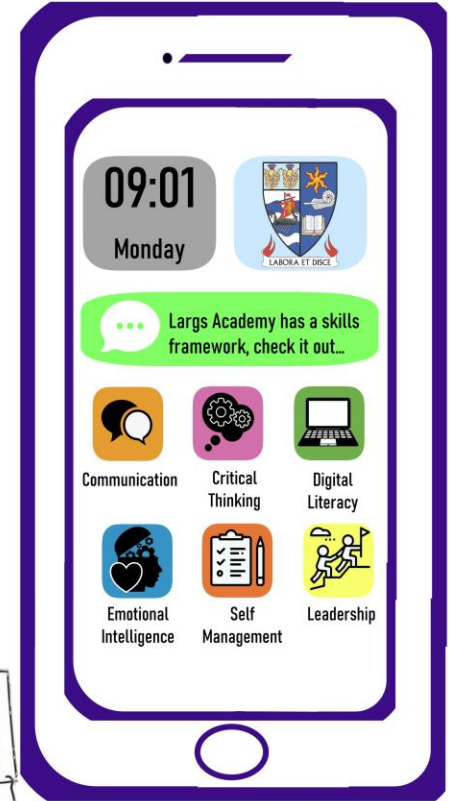 09:01
Monday
LABORA ET DISCE
Largs Academy has a skills
framework, check it out...
Communication
Critical
Thinking
Digital
Literacy
Emotional
Intelligence
Self
Management
Leadership